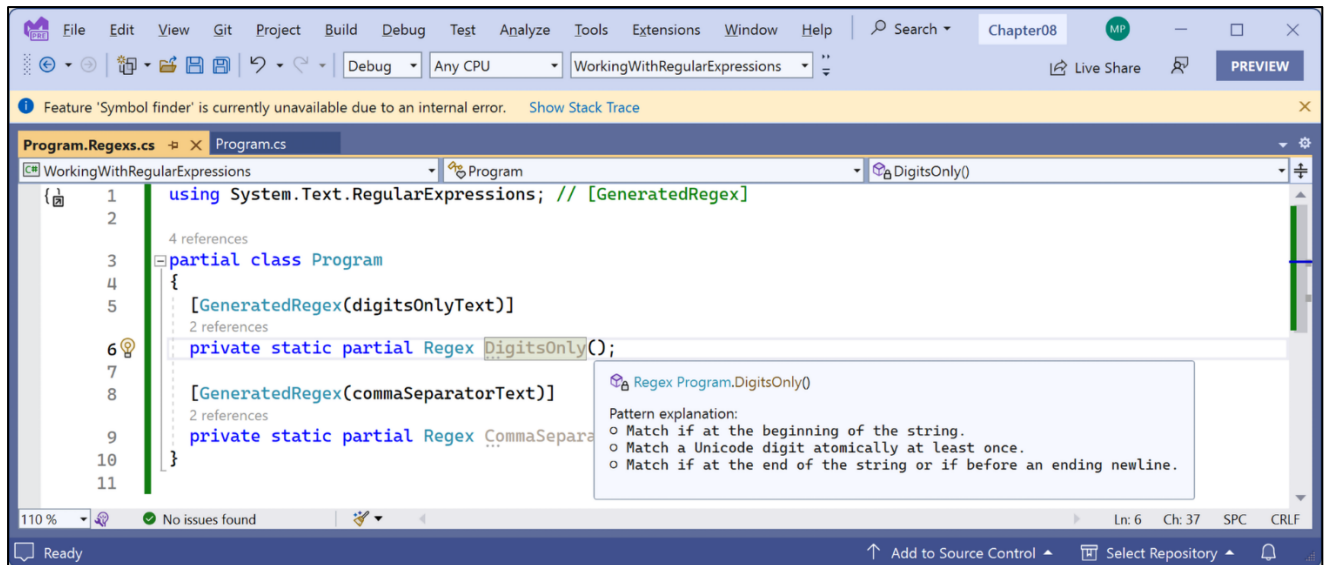 PRE File Edit View Git Project Build Debug Test Analyze Tools Extensions Window Help Search Chapter08 MP
Debug Any CPU WorkingWithRegularExpressions Live Share PREVIEW
Feature 'Symbol finder' is currently unavailable due to an internal error. Show Stack Trace
Program.Regexs.cs Program.cs
C# WorkingWithRegularExpressions Program DigitsOnly()
1 using System.Text.RegularExpressions; // [GeneratedRegex]
2
4 references
3 partial class Program
4 {
5 [GeneratedRegex(digitsOnlyText)]
2 references
6 private static partial Regex DigitsOnly();
7
Regex Program.DigitsOnly()
8 [GeneratedRegex(commaSeparatorText)]
Pattern explanation:
2 references
○ Match if at the beginning of the string.
9 private static partial Regex CommaSepara
○ Match a Unicode digit atomically at least once.
10 }
○ Match if at the end of the string or if before an ending newline.
11
110 % No issues found Ln: 6 Ch: 37 SPC CRLF
Ready Add to Source Control Select Repository